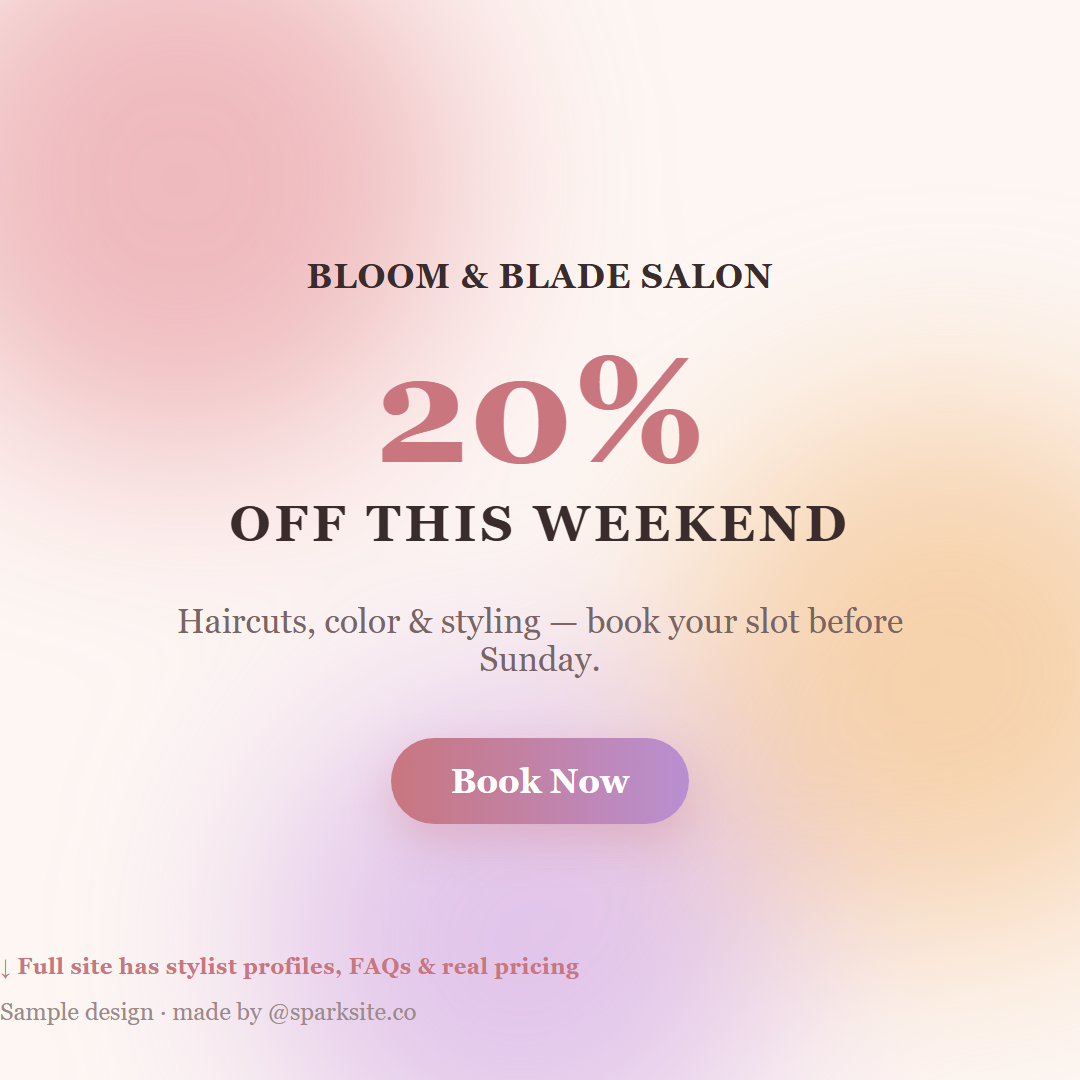 BLOOM & BLADE SALON
20%
OFF THIS WEEKEND
Haircuts, color & styling — book your slot before
Sunday.
Book Now
↓ Full site has stylist profiles, FAQs & real pricing
Sample design · made by @sparksite.co